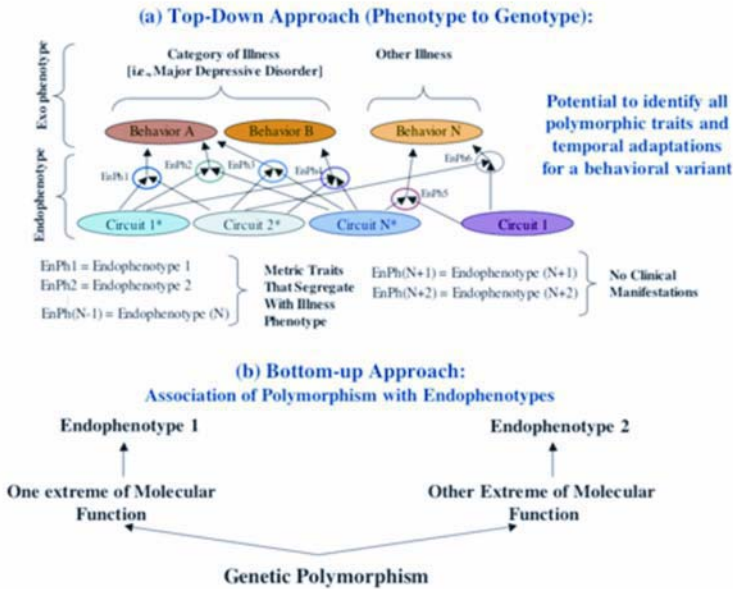 (a) Top-Down Approach (Phenotype to Genotype):
Exo phenotype
Category of Illness
[i.e., Major Depressive Disorder]
Other Illness
Behavior A
Behavior B
Behavior N
Potential to identify all
polymorphic traits and
temporal adaptations
for a behavioral variant
Endophenotype
EnPh1
EnPh2
EnPh3
EnPh4
EnPh5
EnPh6
Circuit 1*
Circuit 2*
Circuit N*
Circuit 1
EnPh1 = Endophenotype 1
EnPh2 = Endophenotype 2
EnPh(N-1) = Endophenotype (N)
Metric Traits
That Segregate
With Illness
Phenotype
EnPh(N+1) = Endophenotype (N+1)
EnPh(N+2) = Endophenotype (N+2)
No Clinical
Manifestations
(b) Bottom-up Approach:
Association of Polymorphism with Endophenotypes
Endophenotype 1
Endophenotype 2
One extreme of Molecular
Function
Other Extreme of Molecular
Function
Genetic Polymorphism